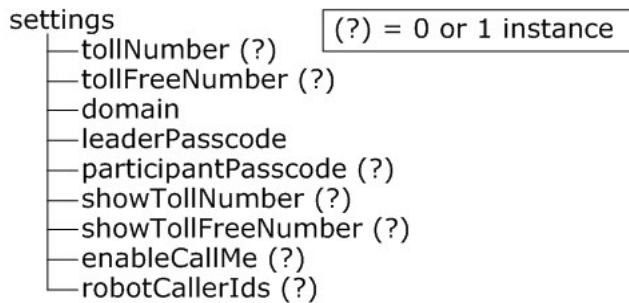 settings
(?) = 0 or 1 instance
tollNumber (?)
tollFreeNumber (?)
domain
leaderPasscode
participantPasscode (?)
showTollNumber (?)
showTollFreeNumber (?)
enableCallMe (?)
robotCallerIds (?)